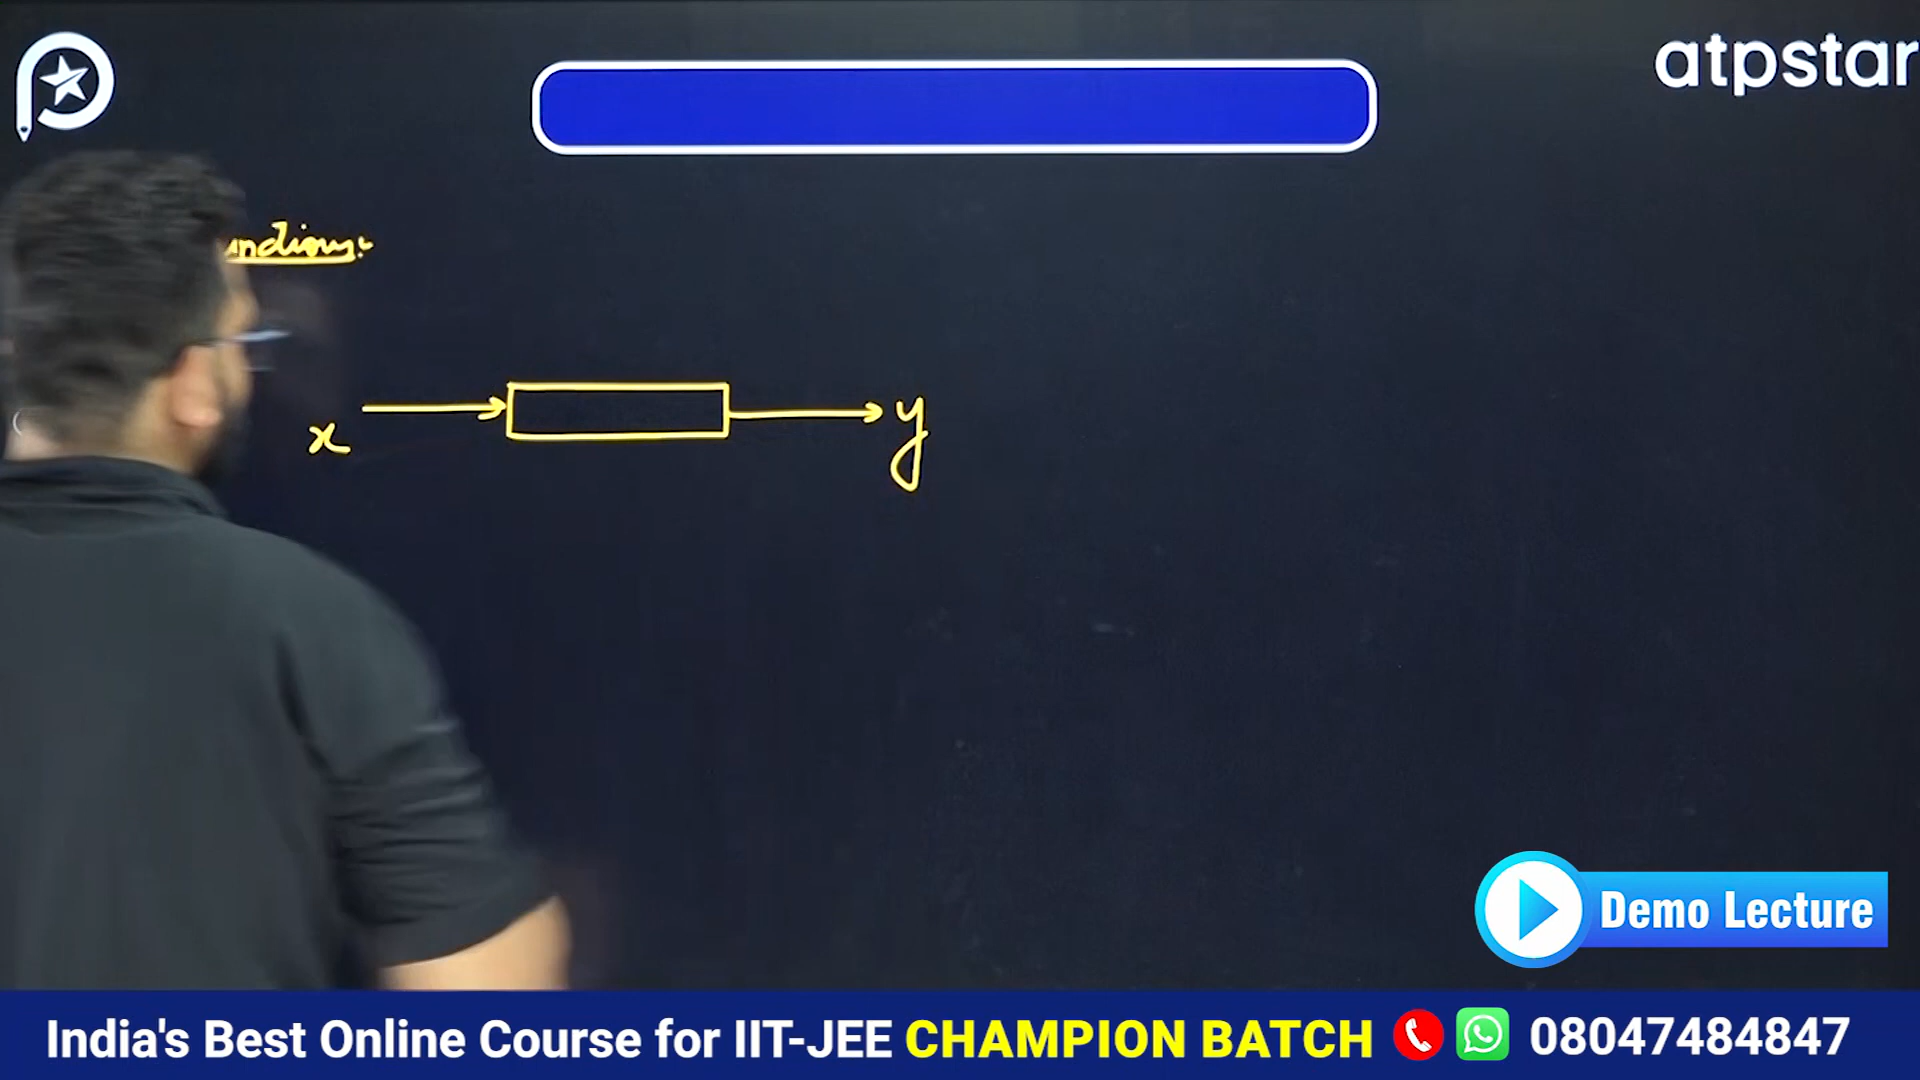 atpstar
x y
Demo Lecture
India's Best Online Course for IIT-JEE CHAMPION BATCH 08047484847